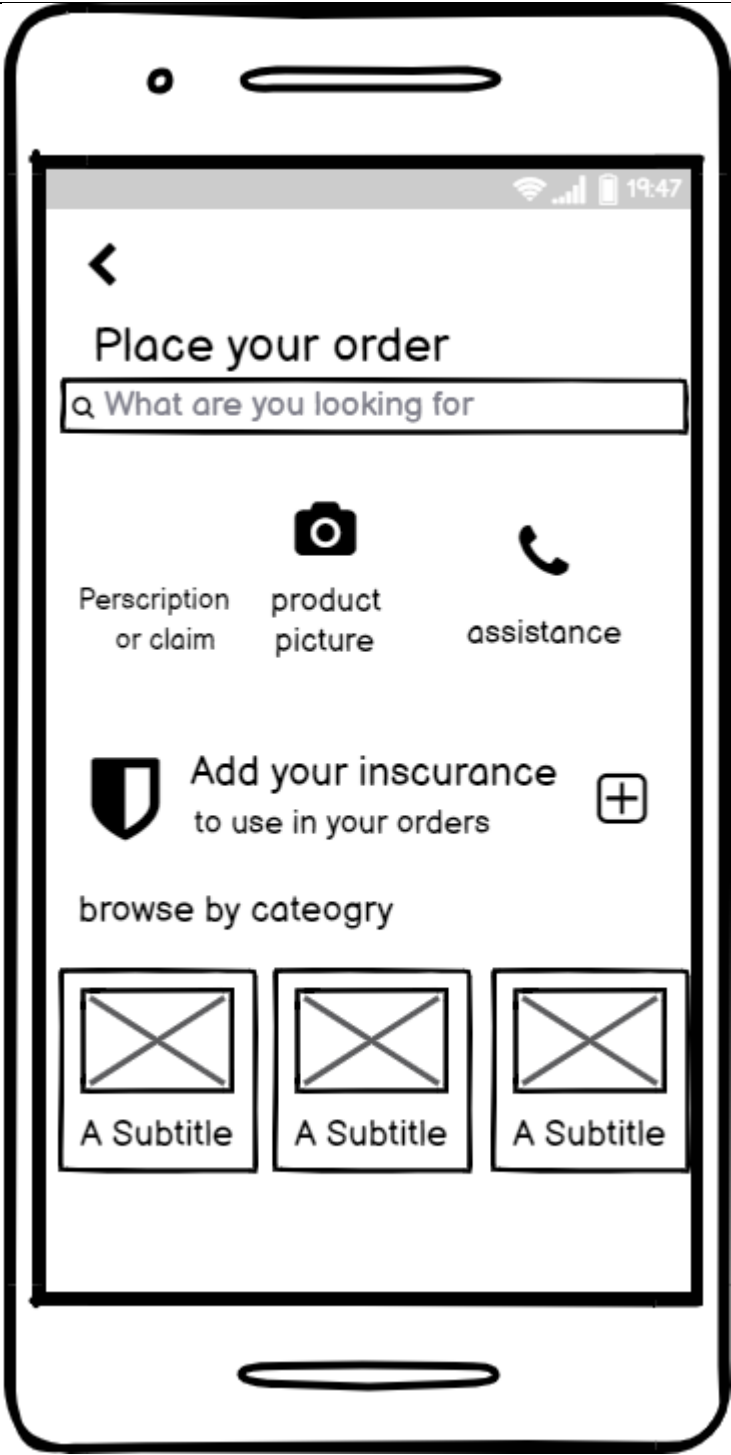 19:47
Place your order
What are you looking for
Perscription
or claim
product
picture
assistance
Add your inscurance
to use in your orders
browse by cateogry
A Subtitle
A Subtitle
A Subtitle